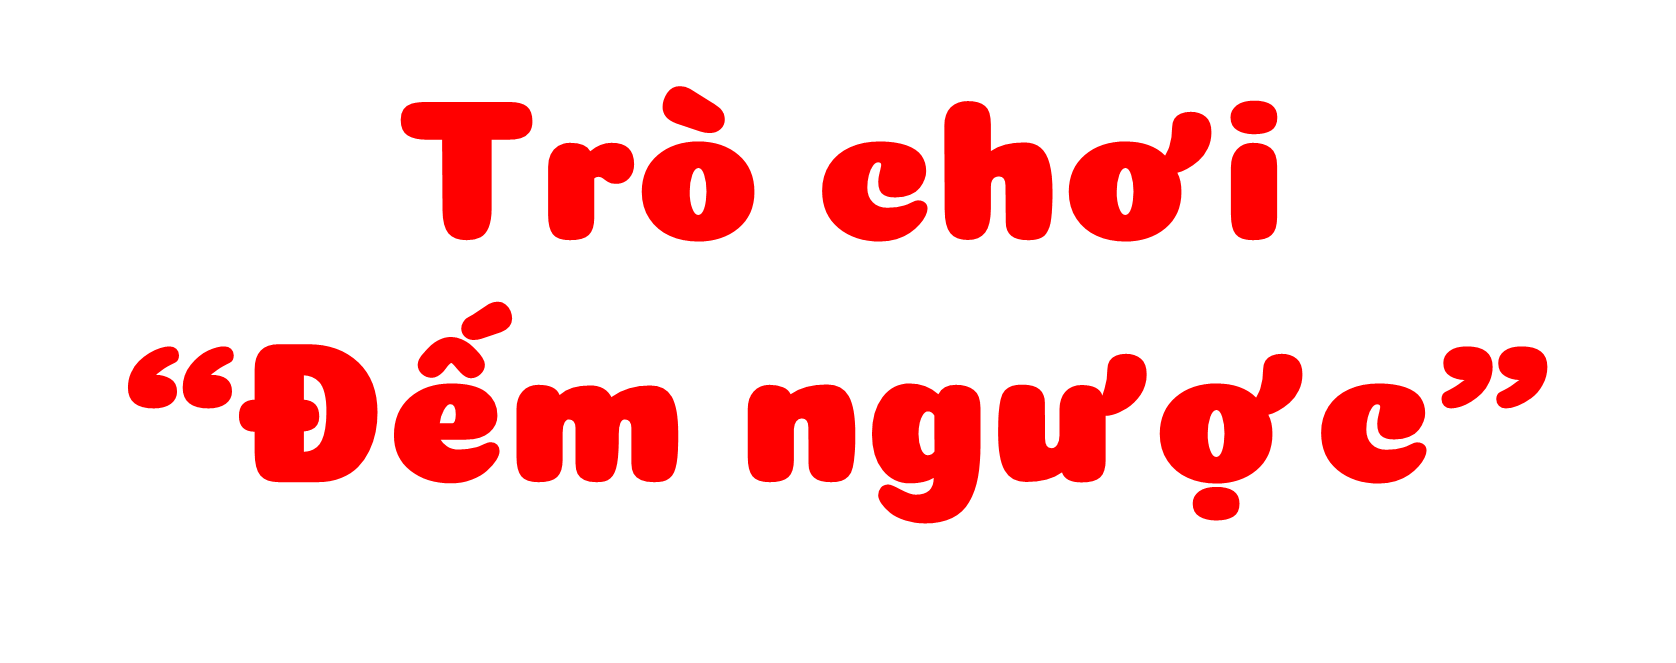 Trò chơi
“Đếm ngược”